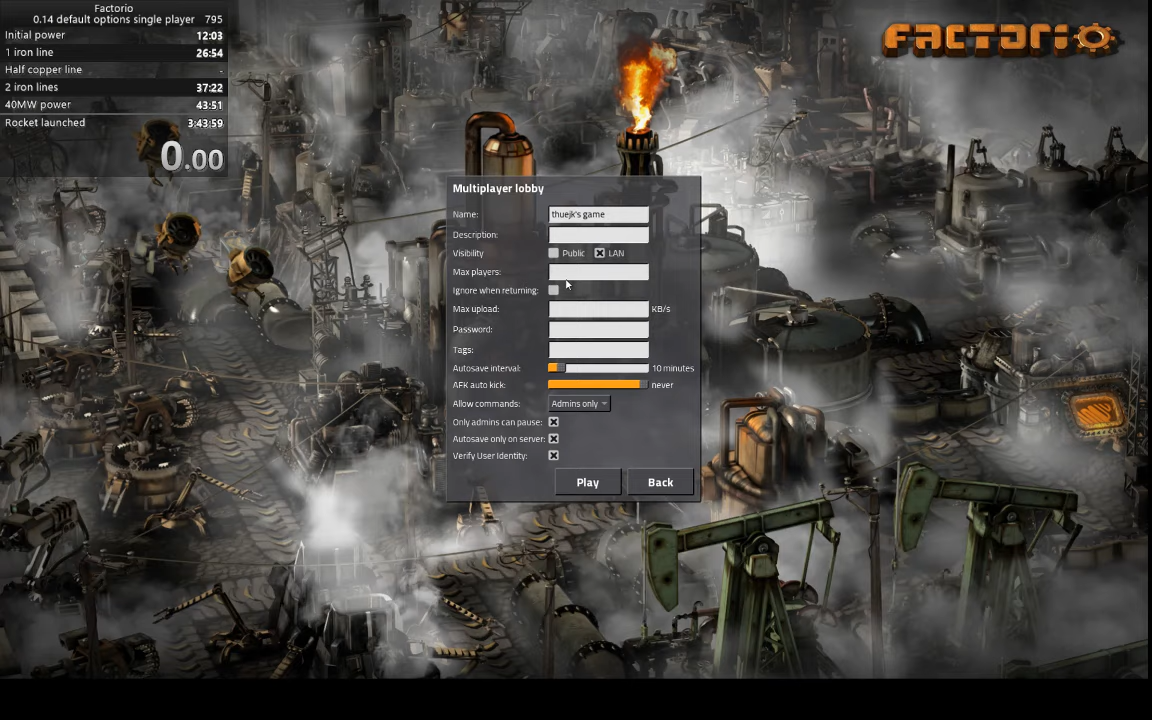 Factorio
0.14 default options single player 795
Initial power 12:03
1 iron line 26:54
Half copper line -
2 iron lines 37:22
40MW power 43:51
Rocket launched 3:43:59
0.00
FACTORIO
Multiplayer lobby
Name: thuejk's game
Description:
Visibility Public LAN
Max players:
Ignore when returning:
Max upload: KB/s
Password:
Tags:
Autosave interval: 10 minutes
AFK auto kick: never
Allow commands: Admins only
Only admins can pause:
Autosave only on server:
Verify User Identity:
Play Back